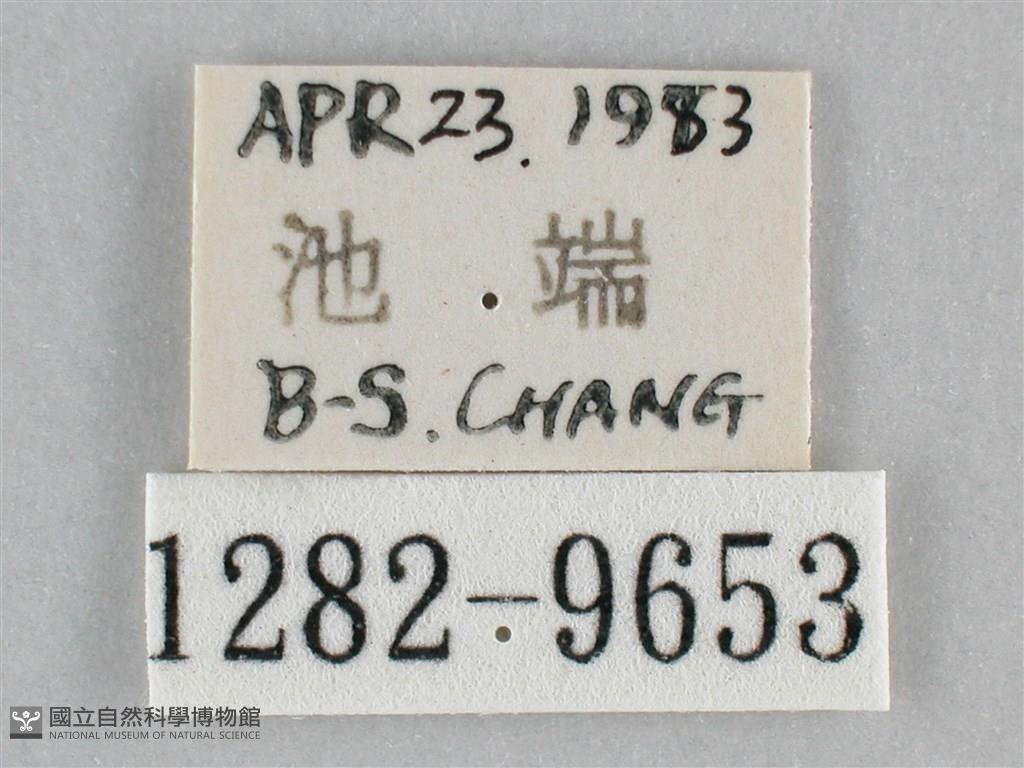 APR 23. 1983
池 端
B-S. CHANG
1282-9653
國立自然科學博物館
NATIONAL MUSEUM OF NATURAL SCIENCE